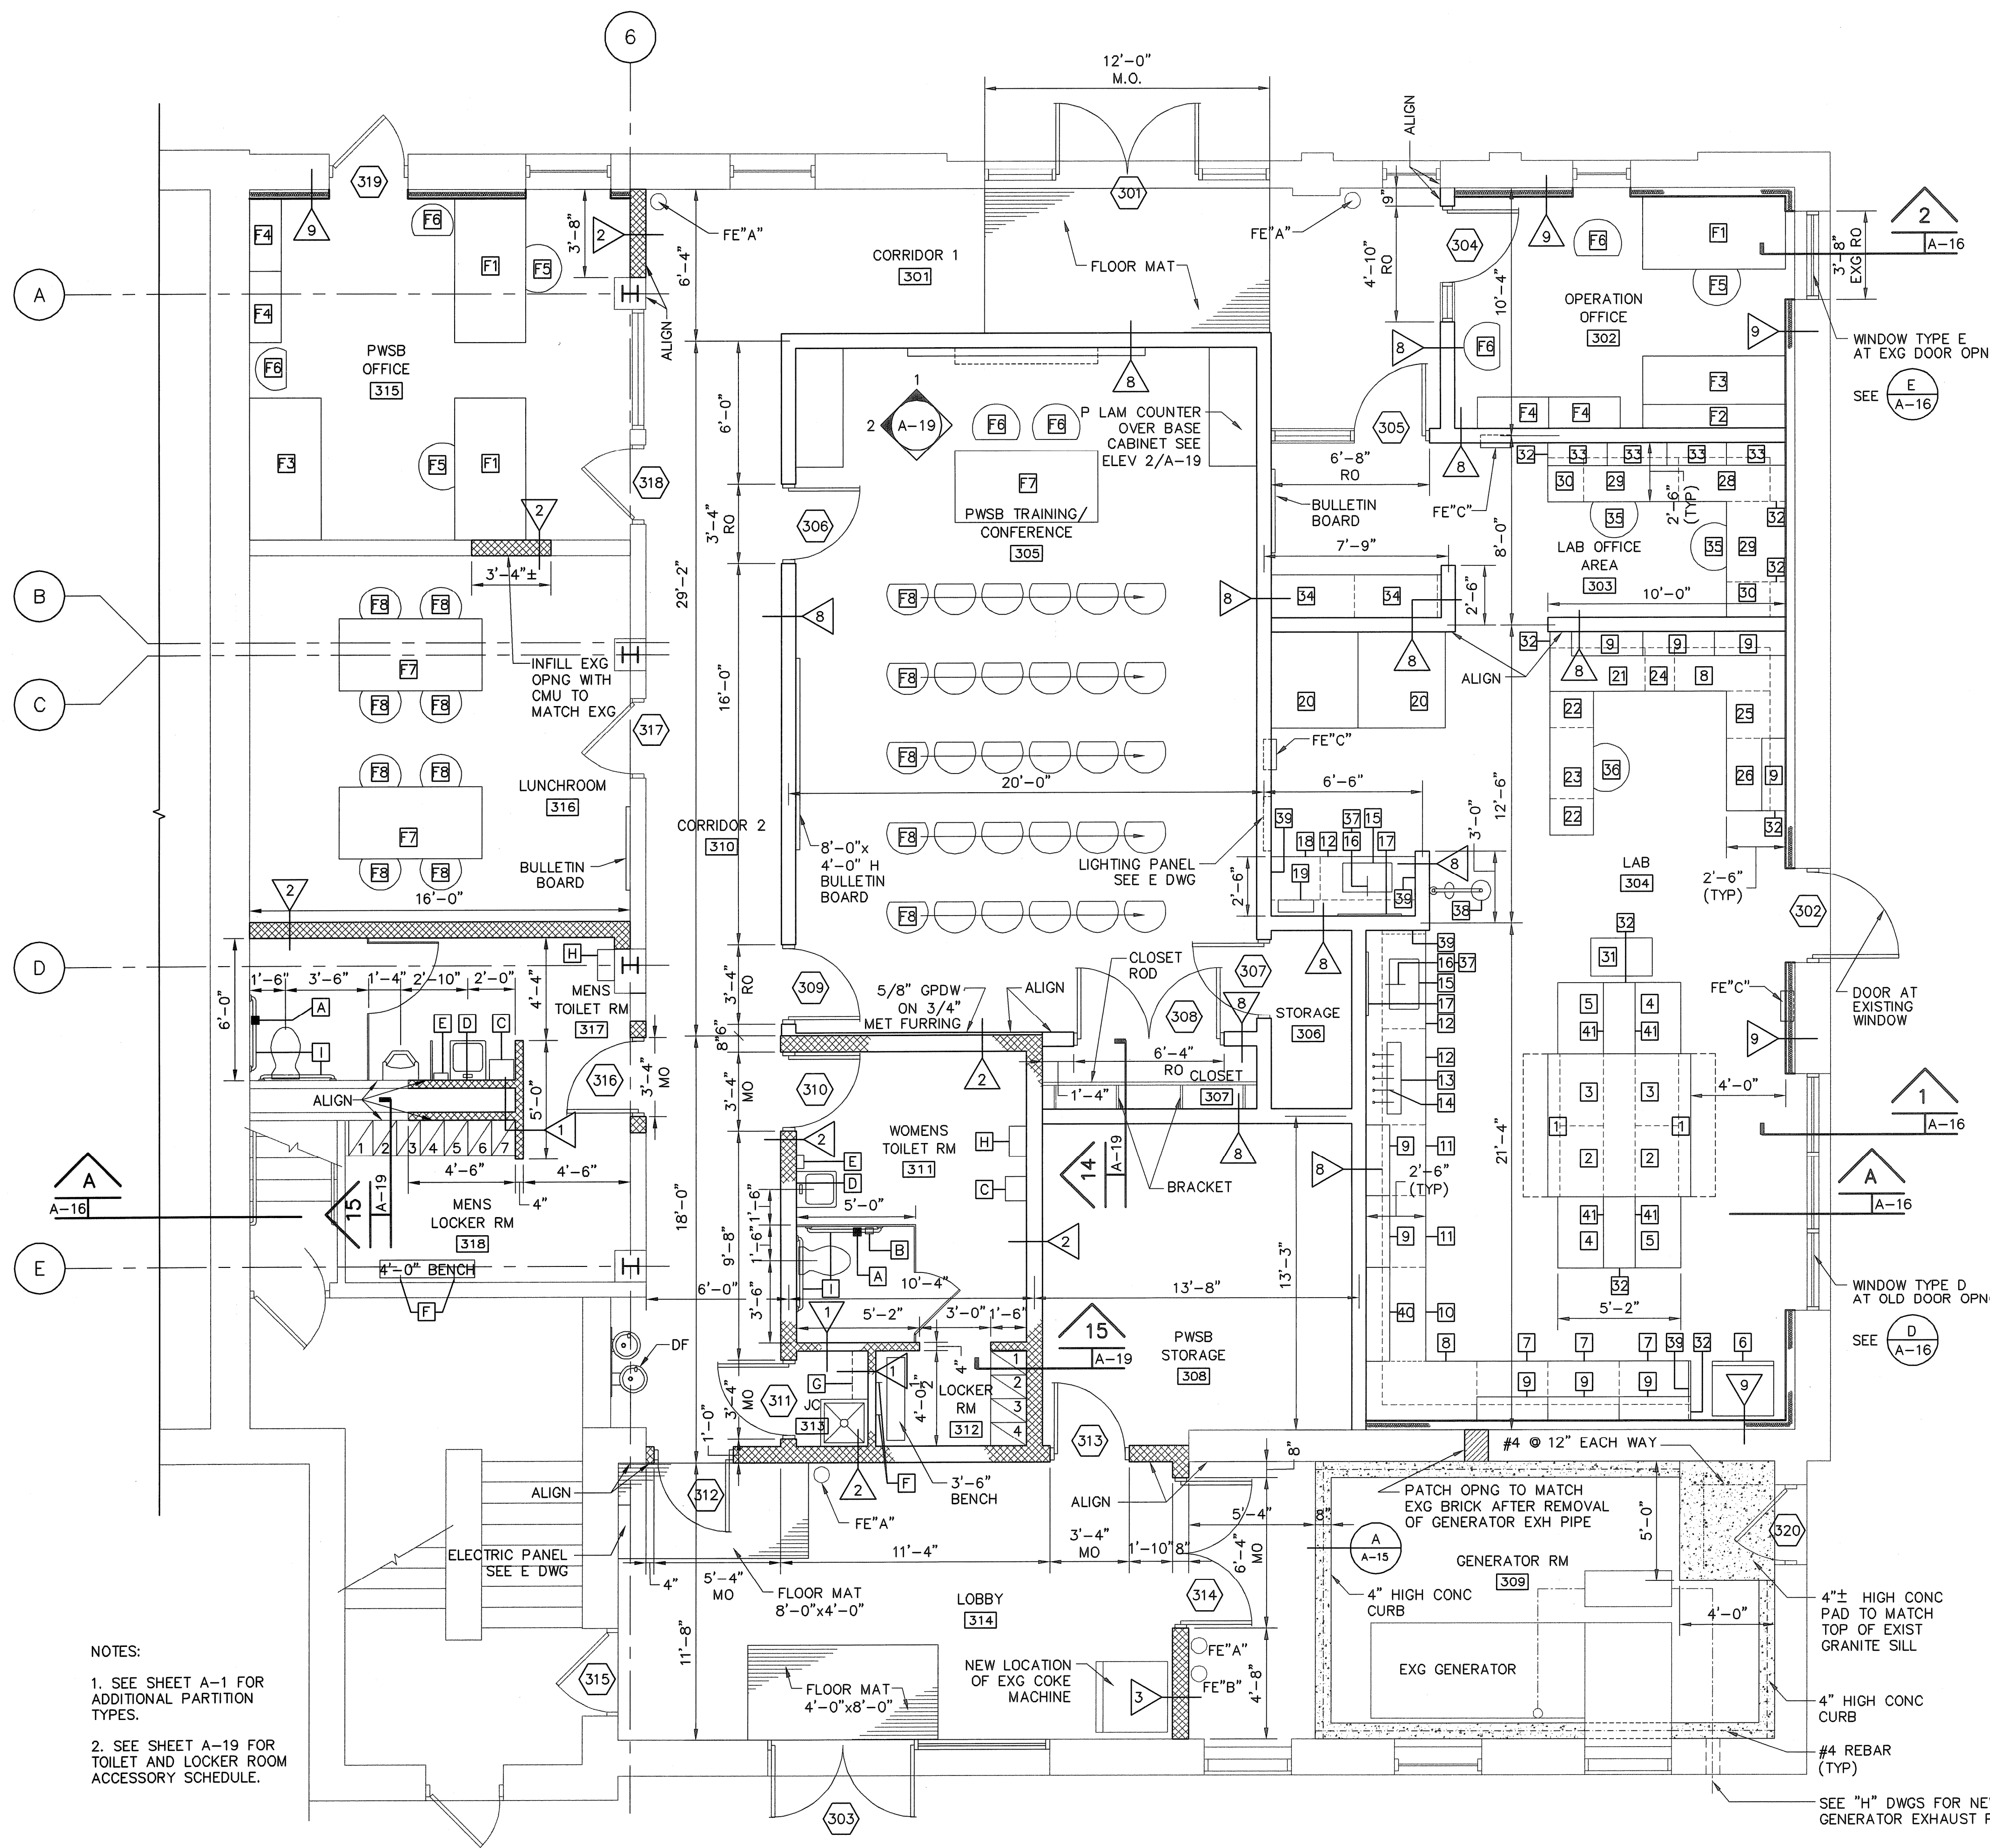 6
12'-0"
M.O.
ALIGN
319
301
9
2
FE"A"
FE"A"
9"
304
9
2
A-16
F4
F6
F1
F5
3'-8"
6'-4"
CORRIDOR 1
301
FLOOR MAT
4'-10"
RO
10'-4"
F6
F1
F5
3'-8"
EXG RO
A
F4
F6
PWSB
OFFICE
315
ALIGN
OPERATION
OFFICE
302
F6
8
8
9
WINDOW TYPE E
AT EXG DOOR OPN
SEE
E
A-16
6'-0"
1
2
A-19
F6
F6
P LAM COUNTER
OVER BASE
CABINET SEE
ELEV 2/A-19
305
F3
F4
F4
F2
F3
F5
F1
318
F7
6'-8"
RO
8
32
33
33
33
33
30
29
28
2'-6"
(TYP)
2
3'-4"
RO
306
PWSB TRAINING/
CONFERENCE
305
BULLETIN
BOARD
FE"C"
35
32
7'-9"
8'-0"
LAB OFFICE
AREA
303
35
29
32
3'-4"±
29'-2"
B
F8
F8
F8
8
8
34
34
2'-6"
10'-0"
30
F7
INFILL EXG
OPNG WITH
CMU TO
MATCH EXG
16'-0"
F8
8
8
32
9
9
9
ALIGN
21
24
8
C
F8
F8
20
20
22
25
317
F8
FE"C"
F8
F8
LUNCHROOM
316
20'-0"
6'-6"
23
36
26
9
F7
CORRIDOR 2
310
8'-0"x
4'-0" H
BULLETIN
BOARD
F8
39
37
15
18
12
16
17
3'-0"
12'-6"
22
32
BULLETIN
BOARD
LIGHTING PANEL
SEE E DWG
8
LAB
304
2'-6"
(TYP)
F8
F8
2
16'-0"
F8
2'-6"
19
39
38
302
H
8
32
D
6'-0"
1'-6"
3'-6"
1'-4"
2'-10"
2'-0"
4'-4"
MENS
TOILET RM
317
3'-4"
RO
309
CLOSET
ROD
307
39
16
37
15
17
12
31
5/8" GPDW
ON 3/4"
MET FURRING
ALIGN
308
8
STORAGE
306
5
4
41
41
FE"C"
DOOR AT
EXISTING
WINDOW
A
E
D
C
I
6"
8"
2
6'-4"
RO
12
13
14
9
ALIGN
5'-0"
316
3'-4"
MO
3'-4"
MO
310
1'-4"
CLOSET
307
3
3
4'-0"
1
A-16
1
2
3
4
5
6
7
1
2
WOMENS
TOILET RM
311
H
8
9
11
1
1
4'-6"
4'-6"
4"
E
D
C
14
A-19
BRACKET
8
2'-6"
(TYP)
21'-4"
2
2
A
A-16
15
A-19
MENS
LOCKER RM
318
18'-0"
1'-6"
5'-0"
A
A-16
1'-6"
9'-8"
B
A
2
13'-3"
9
11
41
41
4
5
E
4'-0" BENCH
F
6'-0"
3'-6"
I
10'-4"
13'-8"
32
WINDOW TYPE D
AT OLD DOOR OPN
1
5'-2"
3'-0"
1'-6"
15
A-19
40
10
5'-2"
DF
PWSB
STORAGE
308
8
7
7
7
39
32
6
SEE
D
A-16
G
1
4"
4'-0 1/2"
1
2
3
4
9
9
9
9
1'-0"
3'-4"
MO
311
JC
313
LOCKER
RM
312
313
#4 @ 12" EACH WAY
8"
ALIGN
312
2
F
3'-6"
BENCH
ALIGN
PATCH OPNG TO MATCH
EXG BRICK AFTER REMOVAL
OF GENERATOR EXH PIPE
5'-0"
FE"A"
5'-4"
8"
320
ELECTRIC PANEL
SEE E DWG
11'-4"
3'-4"
MO
1'-10"
8"
6'-4"
MO
A
A-15
GENERATOR RM
309
4"
5'-4"
MO
FLOOR MAT
8'-0"x4'-0"
LOBBY
314
314
4" HIGH CONC
CURB
4'-0"
4"± HIGH CONC
PAD TO MATCH
TOP OF EXIST
GRANITE SILL
NOTES:
1. SEE SHEET A-1 FOR
ADDITIONAL PARTITION
TYPES.
2. SEE SHEET A-19 FOR
TOILET AND LOCKER ROOM
ACCESSORY SCHEDULE.
315
11'-8"
FLOOR MAT
4'-0"x8'-0"
NEW LOCATION
OF EXG COKE
MACHINE
3
FE"A"
FE"B"
4'-8"
EXG GENERATOR
4" HIGH CONC
CURB
#4 REBAR
(TYP)
303
SEE "H" DWGS FOR NE
GENERATOR EXHAUST